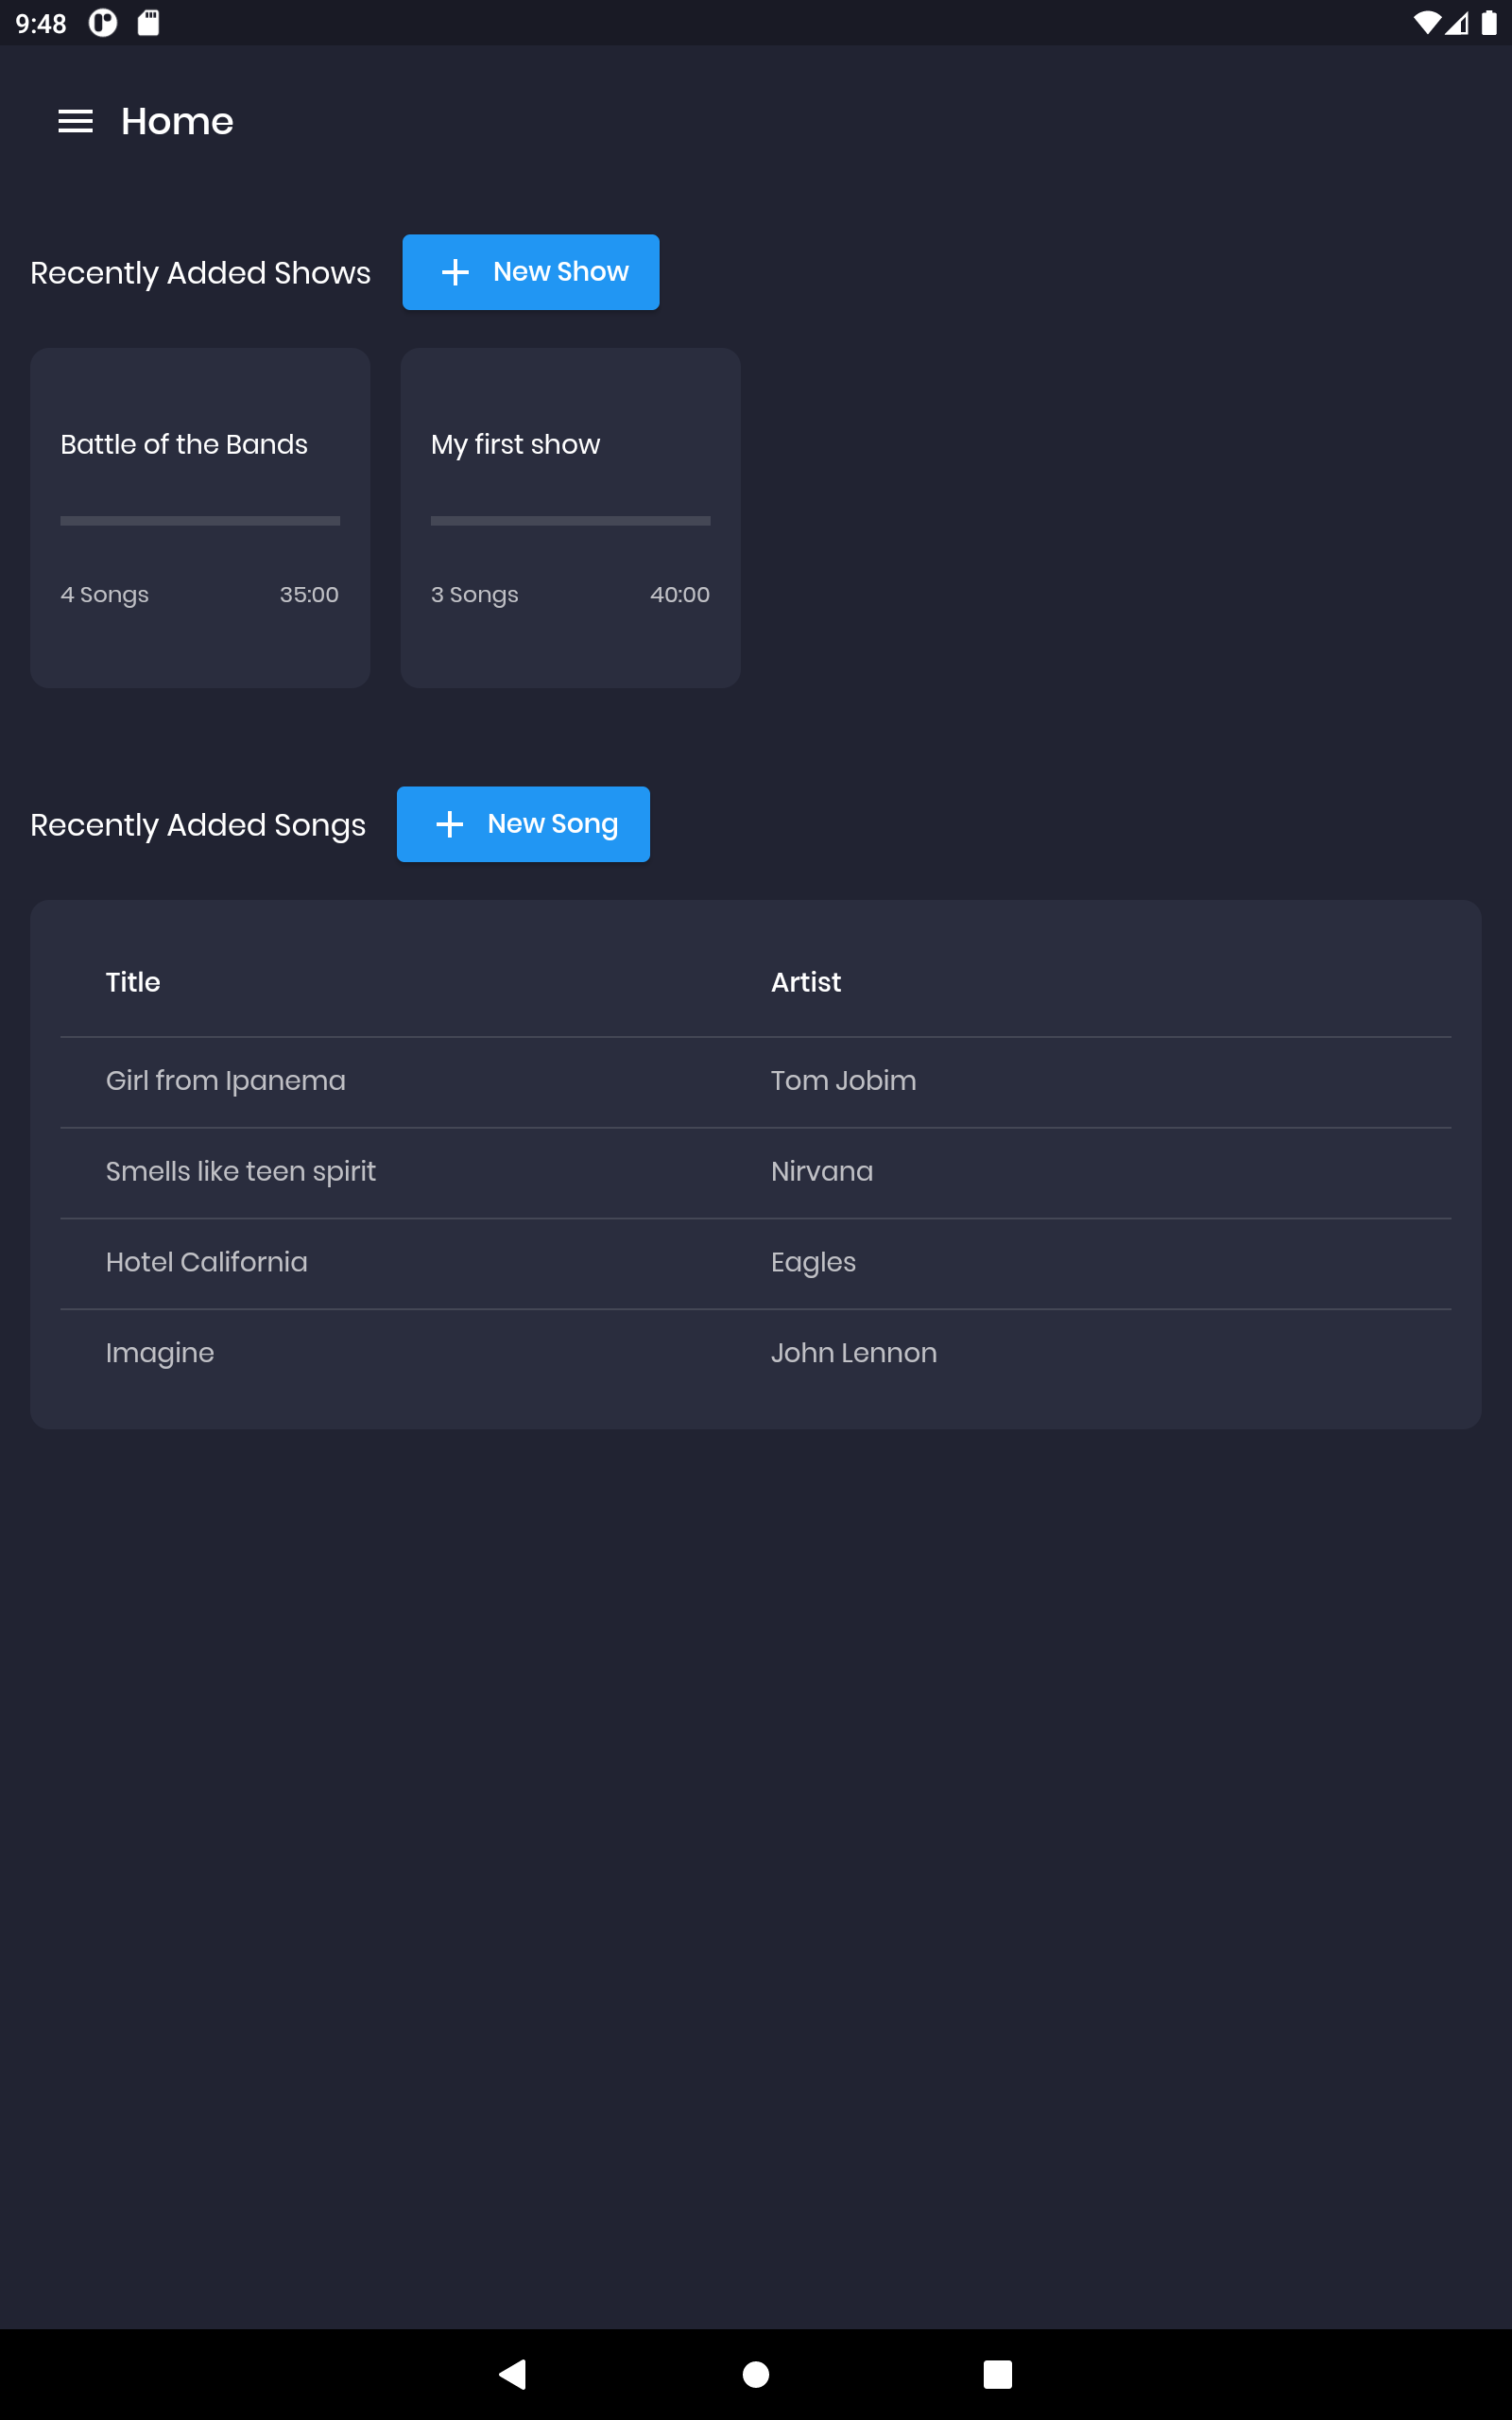 9:48
Home
Recently Added Shows
New Show
Battle of the Bands
4 Songs 35:00
My first show
3 Songs 40:00
Recently Added Songs
New Song
Title Artist
Girl from Ipanema Tom Jobim
Smells like teen spirit Nirvana
Hotel California Eagles
Imagine John Lennon